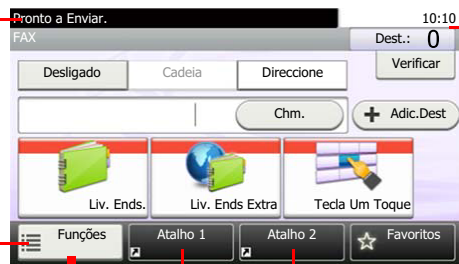 Pronto a Enviar.
10:10
FAX
Dest.: 0
Desligado
Cadeia
Direccione
Verificar
Chm.
Adic.Dest
Liv. Ends.
Liv. Ends Extra
Tecla Um Toque
Funções
Atalho 1
Atalho 2
Favoritos